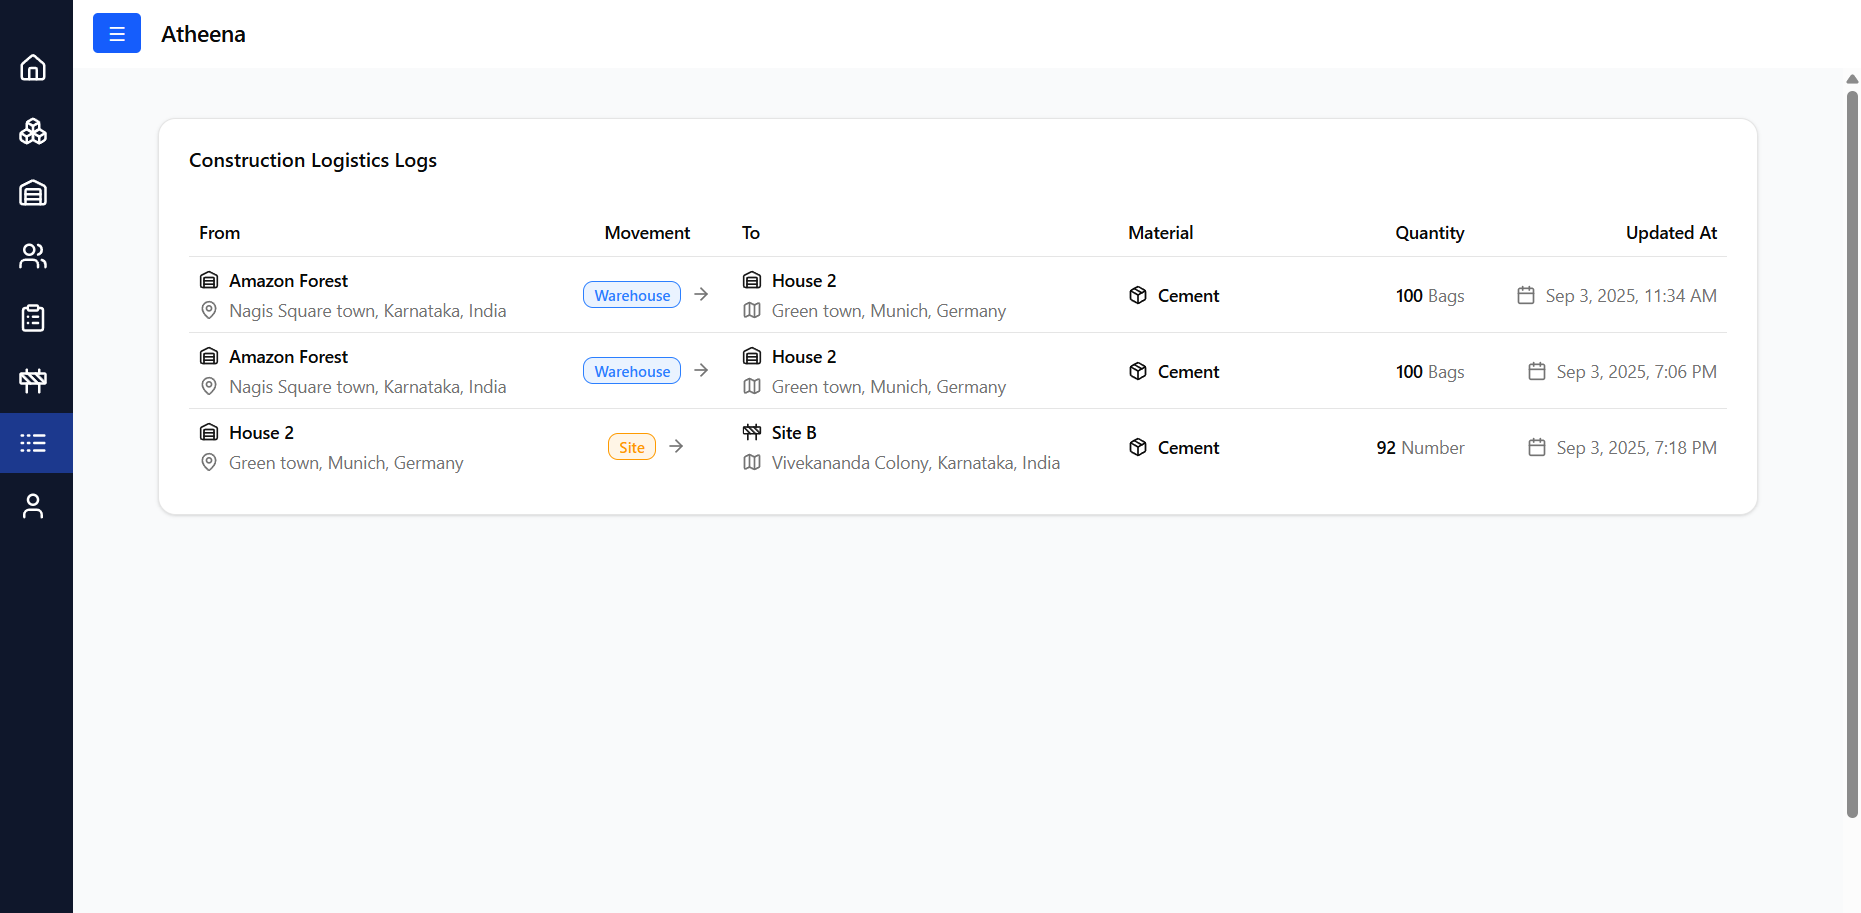 Atheena
Construction Logistics Logs
From Movement To Material Quantity Updated At
Amazon Forest
Nagis Square town, Karnataka, India
Warehouse
House 2
Green town, Munich, Germany
Cement
100 Bags
Sep 3, 2025, 11:34 AM
Amazon Forest
Nagis Square town, Karnataka, India
Warehouse
House 2
Green town, Munich, Germany
Cement
100 Bags
Sep 3, 2025, 7:06 PM
House 2
Green town, Munich, Germany
Site
Site B
Vivekananda Colony, Karnataka, India
Cement
92 Number
Sep 3, 2025, 7:18 PM